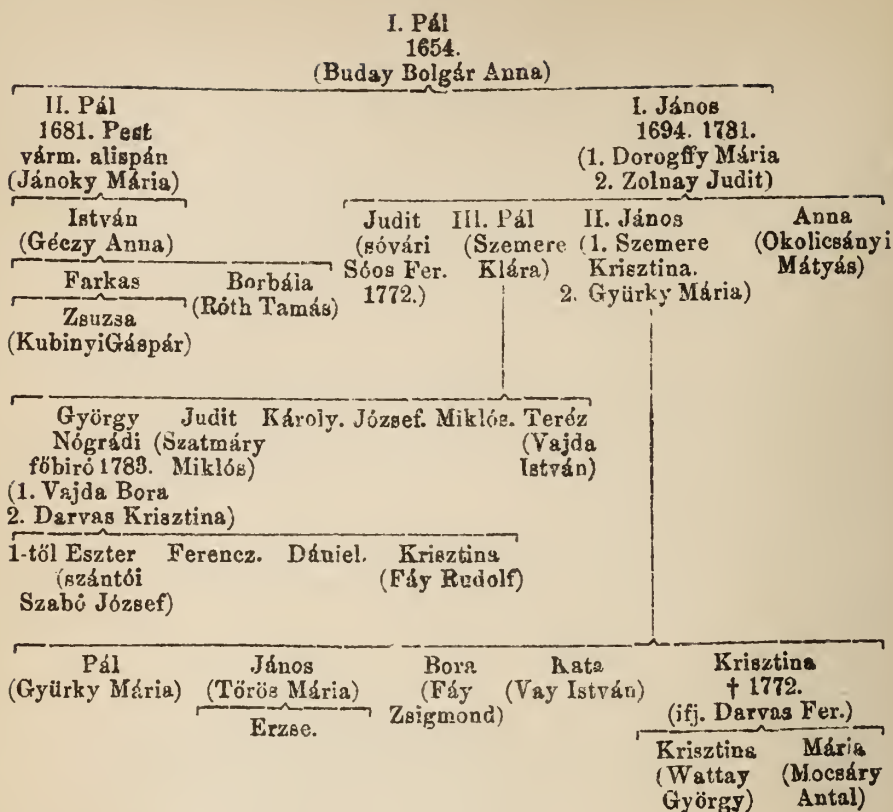 I. Pál
1654.
(Buday Bolgár Anna)
II. Pál
1681. Pest
várm. alispán
(Jánoky Mária)
I. János
1694. 1781.
(1. Dorogffy Mária
2. Zolnay Judit)
István
(Géczy Anna)
Judit
(sóvári
Sóos Fer.
1772.)
III. Pál
(Szemere
Klára)
II. János
(1. Szemere
Krisztina.
2. Gyürky Mária)
Anna
(Okolicsányi
Mátyás)
Farkas
Borbála
(Róth Tamás)
Zsuzsa
(KubinyiGáspár)
György
Nógrádi
főbiró 1783.
(1. Vajda Bora
2. Darvas Krisztina)
Judit
(Szatmáry
Miklós)
Károly.
József.
Miklós.
Teréz
(Vajda
István)
1-től Eszter
(szántói
Szabó József)
Ferencz.
Dániel.
Krisztina
(Fáy Rudolf)
Pál
(Gyürky Mária)
János
(Törös Mária)
Erzse.
Bora
(Fáy
Zsigmond)
Kata
(Vay István)
Krisztina
† 1772.
(ifj. Darvas Fer.)
Krisztina
(Wattay
György)
Mária
(Mocsáry
Antal)